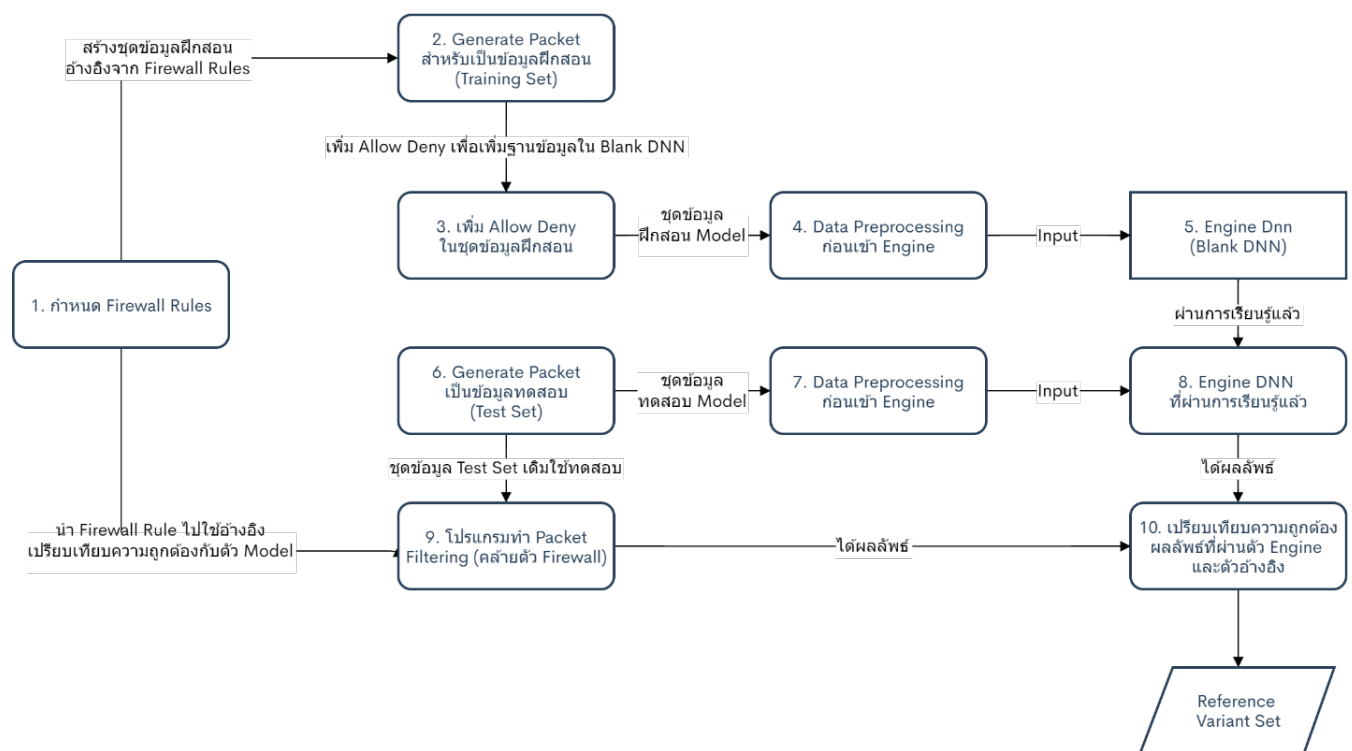 สร้างชุดข้อมูลฝึกสอน
อ้างอิงจาก Firewall Rules
2. Generate Packet
สำหรับเป็นข้อมูลฝึกสอน
(Training Set)
เพิ่ม Allow Deny เพื่อเพิ่มฐานข้อมูลใน Blank DNN
3. เพิ่ม Allow Deny
ในชุดข้อมูลฝึกสอน
ชุดข้อมูล
ฝึกสอน Model
4. Data Preprocessing
ก่อนเข้า Engine
Input
5. Engine Dnn
(Blank DNN)
1. กำหนด Firewall Rules
ผ่านการเรียนรู้แล้ว
6. Generate Packet
เป็นข้อมูลทดสอบ
(Test Set)
ชุดข้อมูล
ทดสอบ Model
7. Data Preprocessing
ก่อนเข้า Engine
Input
8. Engine DNN
ที่ผ่านการเรียนรู้แล้ว
ชุดข้อมูล Test Set เดิมใช้ทดสอบ
ได้ผลลัพธ์
นำ Firewall Rule ไปใช้อ้างอิง
เปรียบเทียบความถูกต้องกับตัว Model
9. โปรแกรมทำ Packet
Filtering (คล้ายตัว Firewall)
ได้ผลลัพธ์
10. เปรียบเทียบความถูกต้อง
ผลลัพธ์ที่ผ่านตัว Engine
และตัวอ้างอิง
Reference
Variant Set